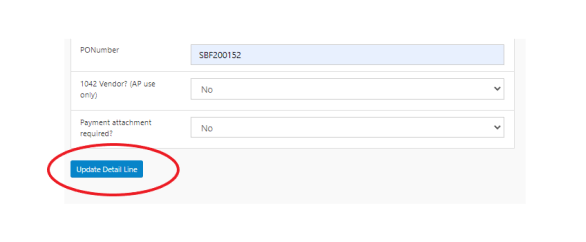 PONumber
SBF200152
1042 Vendor? (AP use
only)
No
Payment attachment
required?
No
Update Detail Line